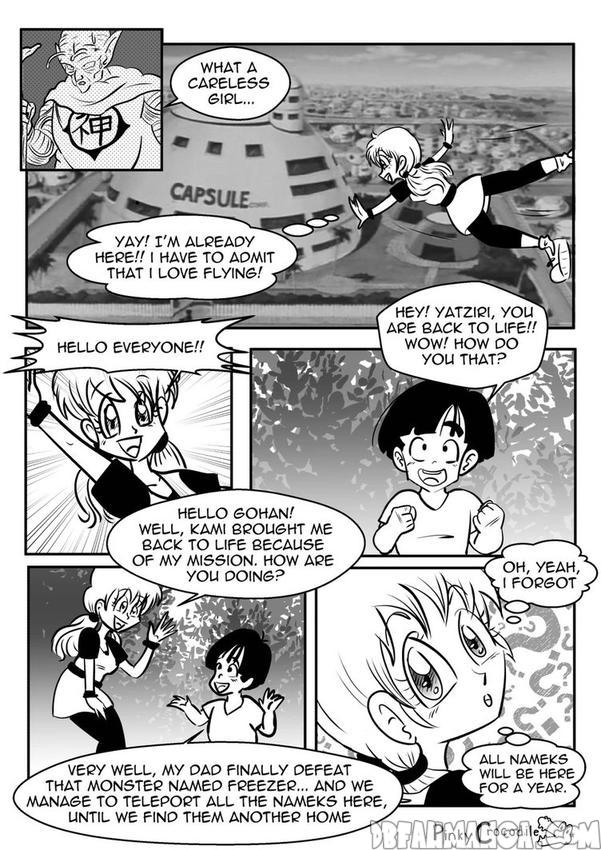 WHAT A
CARELESS
GIRL...
神
CAPSULE
YAY! I'M ALREADY
HERE!! I HAVE TO ADMIT
THAT I LOVE FLYING!
HELLO EVERYONE!!
HEY! YATZIRI, YOU
ARE BACK TO LIFE!!
WOW! HOW DO
YOU THAT?
HELLO GOHAN!
WELL, KAMI BROUGHT ME
BACK TO LIFE BECAUSE
OF MY MISSION. HOW ARE
YOU DOING?
VERY WELL, MY DAD FINALLY DEFEAT
THAT MONSTER NAMED FREEZER... AND WE
MANAGE TO TELEPORT ALL THE NAMEKS HERE,
UNTIL WE FIND THEM ANOTHER HOME
OH, YEAH,
I FORGOT
? ? ? ?
ALL NAMEKS
WILL BE HERE
FOR A YEAR.
Pinky Crocodile
DBFANMANGA.COM